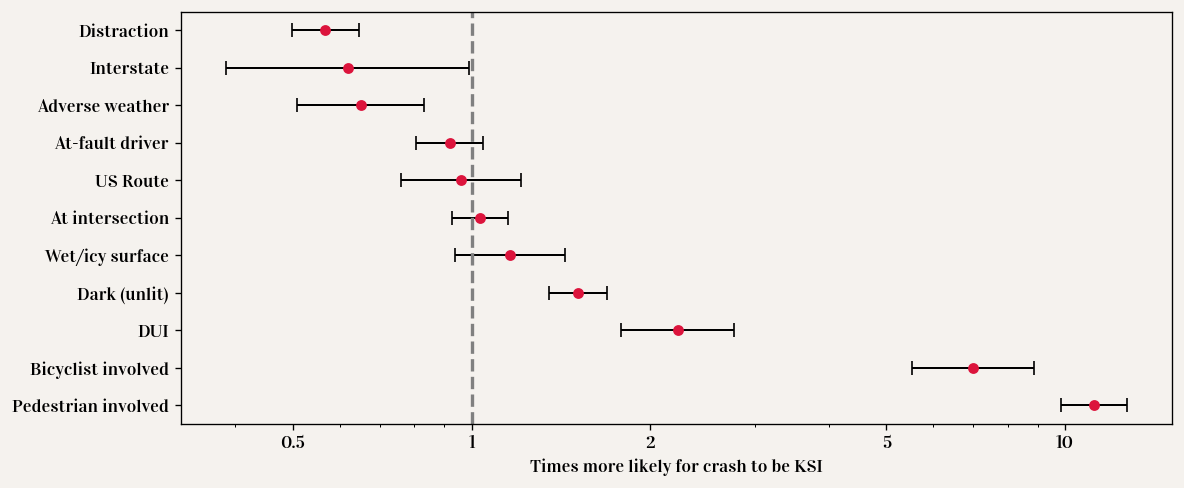 Distraction
Interstate
Adverse weather
At-fault driver
US Route
At intersection
Wet/icy surface
Dark (unlit)
DUI
Bicyclist involved
Pedestrian involved
0.5 1 2 5 10
Times more likely for crash to be KSI